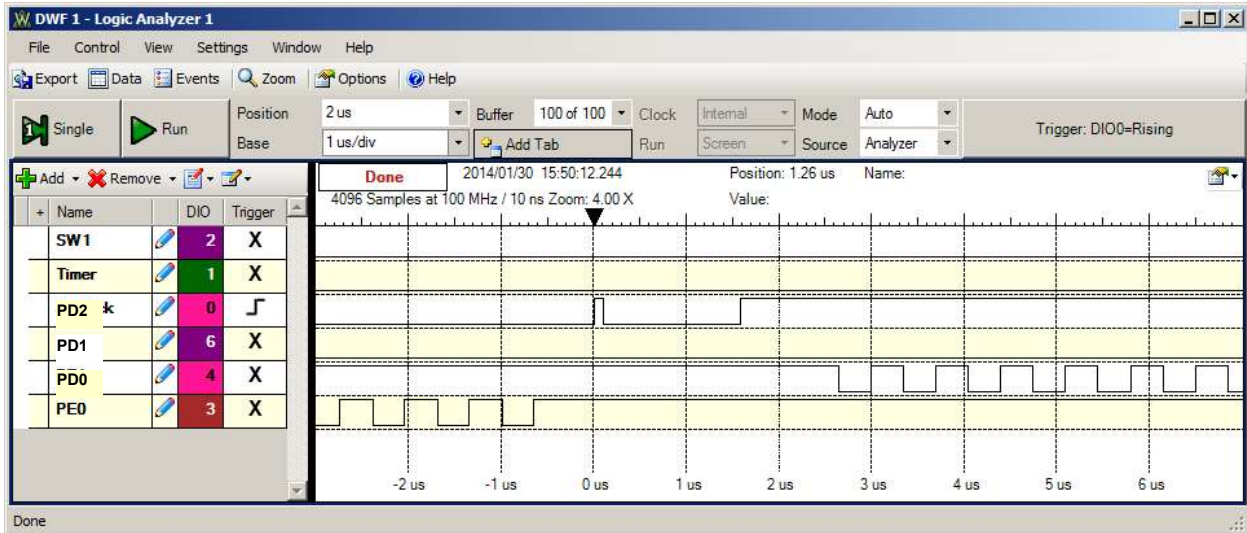 DWF 1 - Logic Analyzer 1
File Control View Settings Window Help
Export Data Events Zoom Options Help
Single Run Position 2 us Buffer 100 of 100 Clock Internal Mode Auto Trigger: DIO0=Rising
Base 1 us/div Add Tab Run Screen Source Analyzer
Add Remove Done 2014/01/30 15:50:12.244 Position: 1.26 us Name:
4096 Samples at 100 MHz / 10 ns Zoom: 4.00 X Value:
+ Name DIO Trigger
SW1 2 X
Timer 1 X
PD2 0
PD1 6 X
PD0 4 X
PE0 3 X
-2 us -1 us 0 us 1 us 2 us 3 us 4 us 5 us 6 us
Done